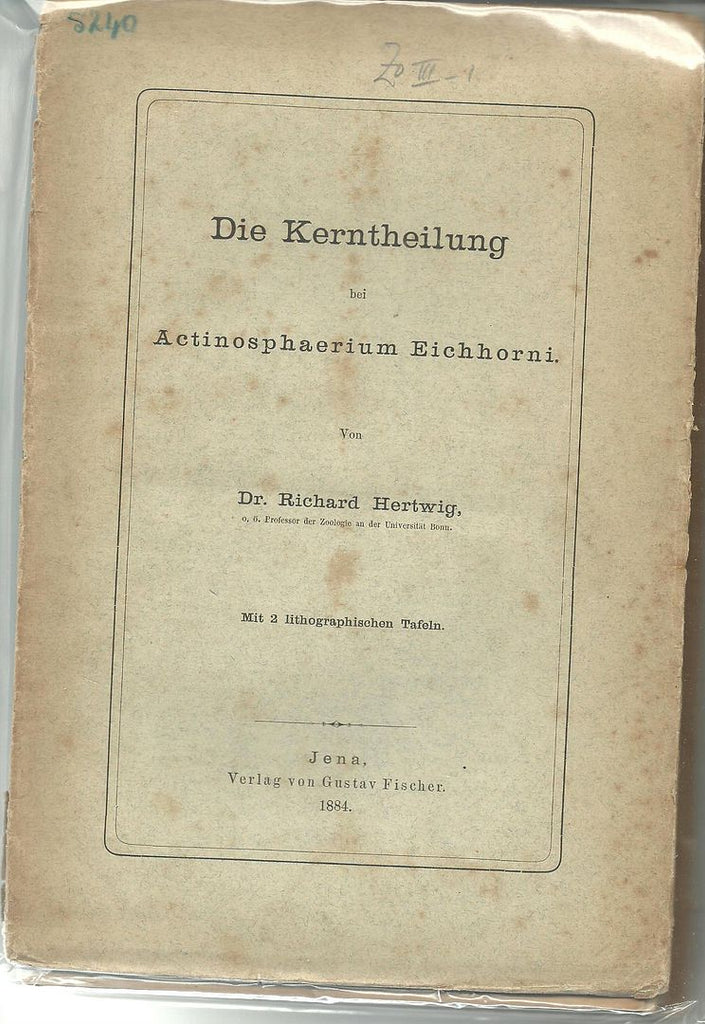 5240
Zo III - 1
Die Kerntheilung
bei
Actinosphaerium Eichhorni.
Von
Dr. Richard Hertwig,
o. ö. Professor der Zoologie an der Universität Bonn.
Mit 2 lithographischen Tafeln.
Jena,
Verlag von Gustav Fischer.
1884.